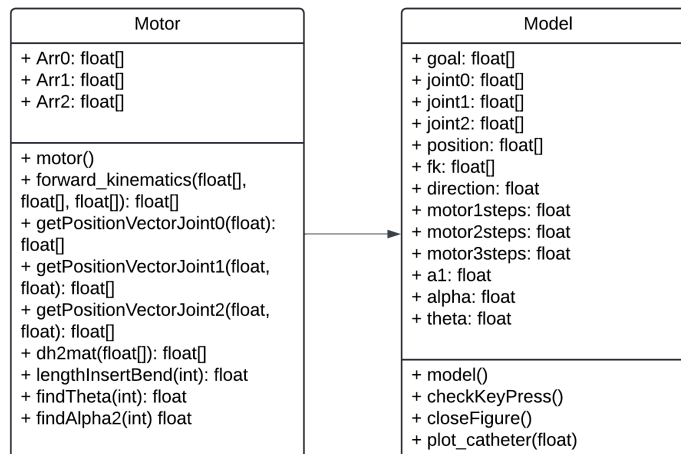 Motor
+ Arr0: float[]
+ Arr1: float[]
+ Arr2: float[]
+ motor()
+ forward_kinematics(float[],
float[], float[]): float[]
+ getPositionVectorJoint0(float):
float[]
+ getPositionVectorJoint1(float,
float): float[]
+ getPositionVectorJoint2(float,
float): float[]
+ dh2mat(float[]): float[]
+ lengthInsertBend(int): float
+ findTheta(int): float
+ findAlpha2(int) float
Model
+ goal: float[]
+ joint0: float[]
+ joint1: float[]
+ joint2: float[]
+ position: float[]
+ fk: float[]
+ direction: float
+ motor1steps: float
+ motor2steps: float
+ motor3steps: float
+ a1: float
+ alpha: float
+ theta: float
+ model()
+ checkKeyPress()
+ closeFigure()
+ plot_catheter(float)